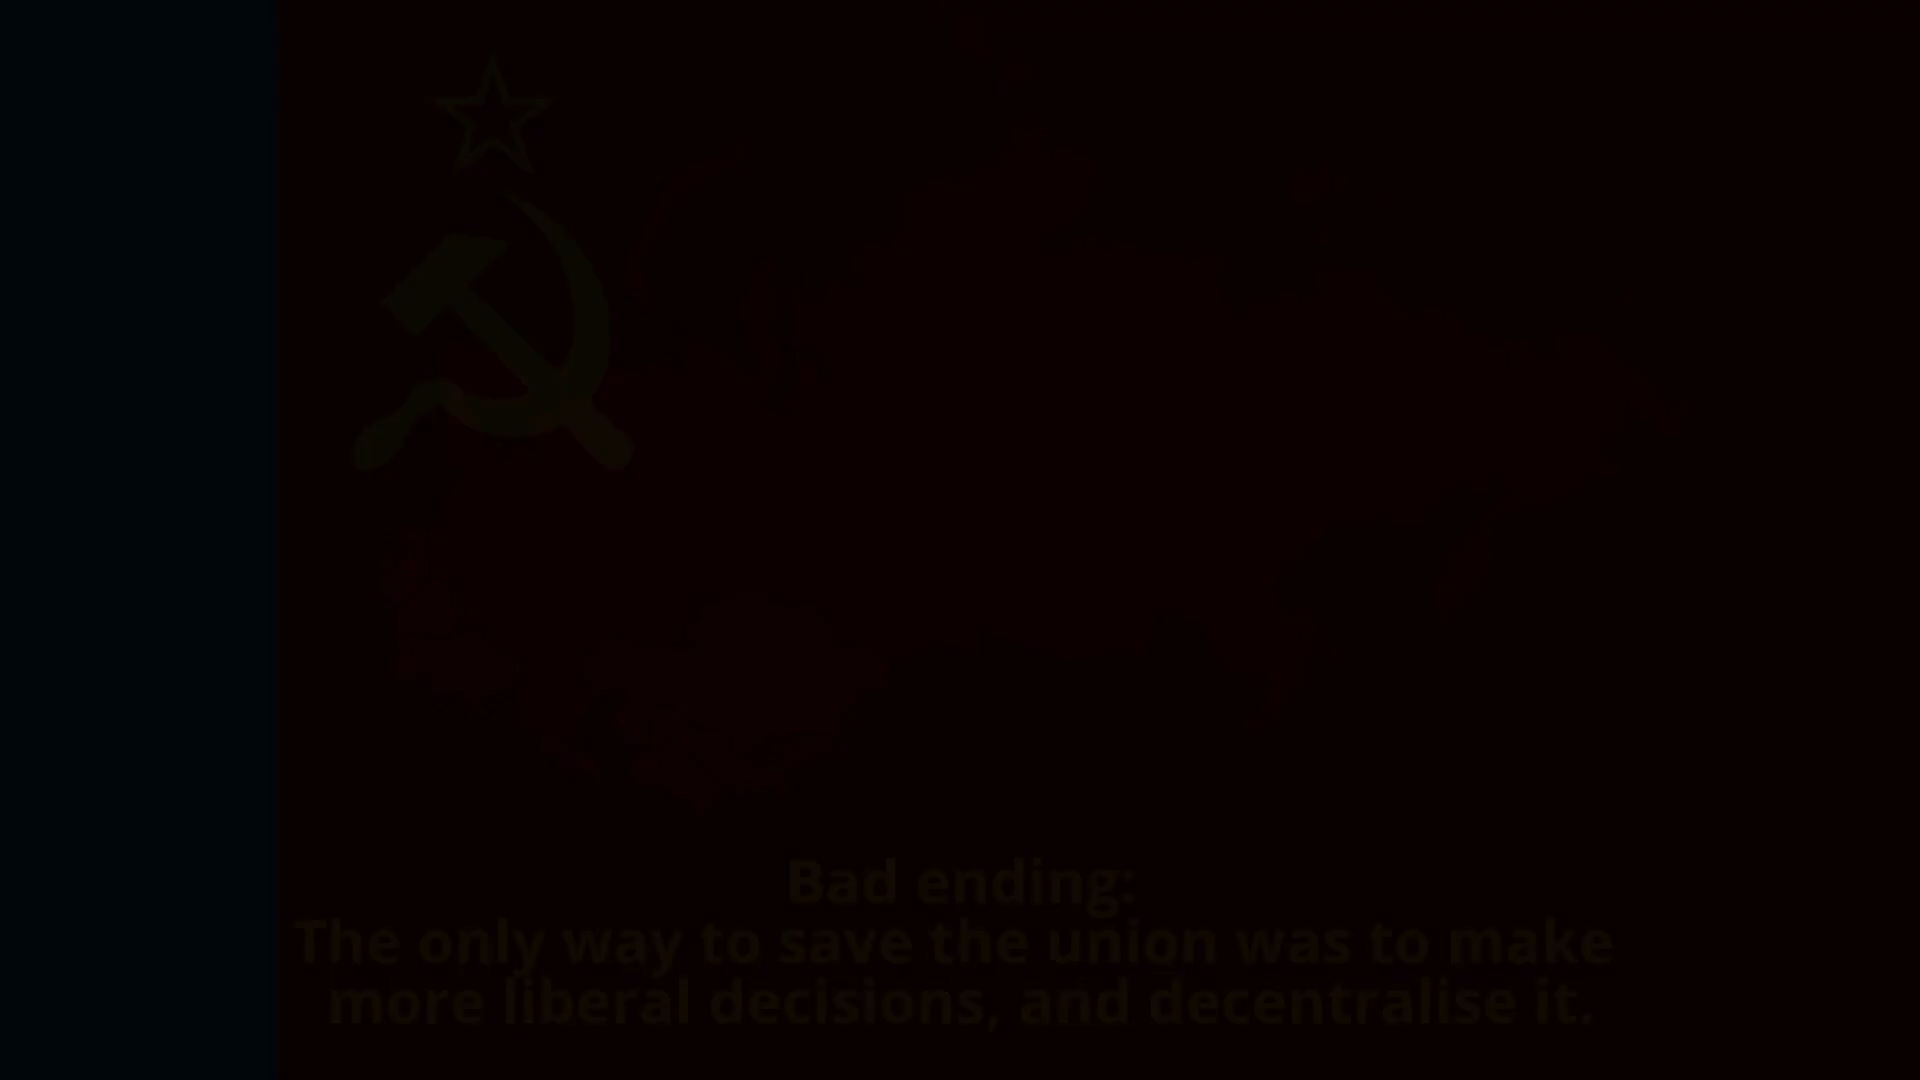 Bad ending:
The only way to save the union was to make
more liberal decisions, and decentralise it.